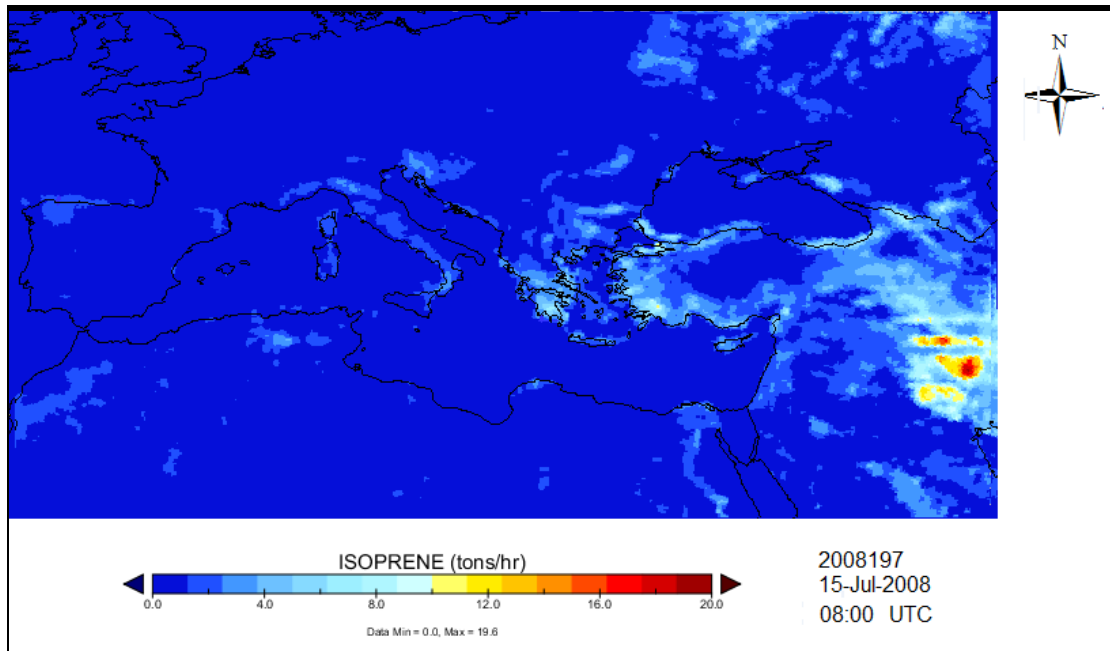 N
ISOPRENE (tons/hr)
0.0 4.0 8.0 12.0 16.0 20.0
Data Min = 0.0, Max = 19.6
2008197
15-Jul-2008
08:00 UTC